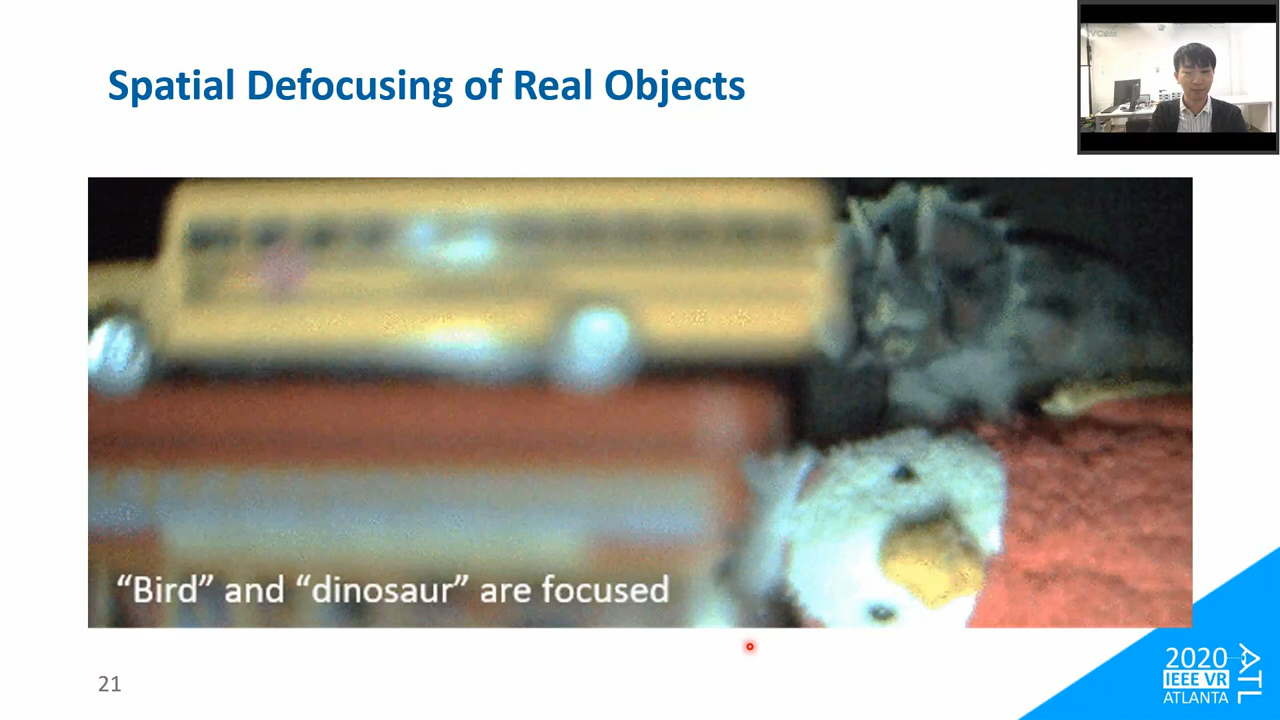 Spatial Defocusing of Real Objects
“Bird” and “dinosaur” are focused
21
2020
IEEE VR
ATLANTA
ATL